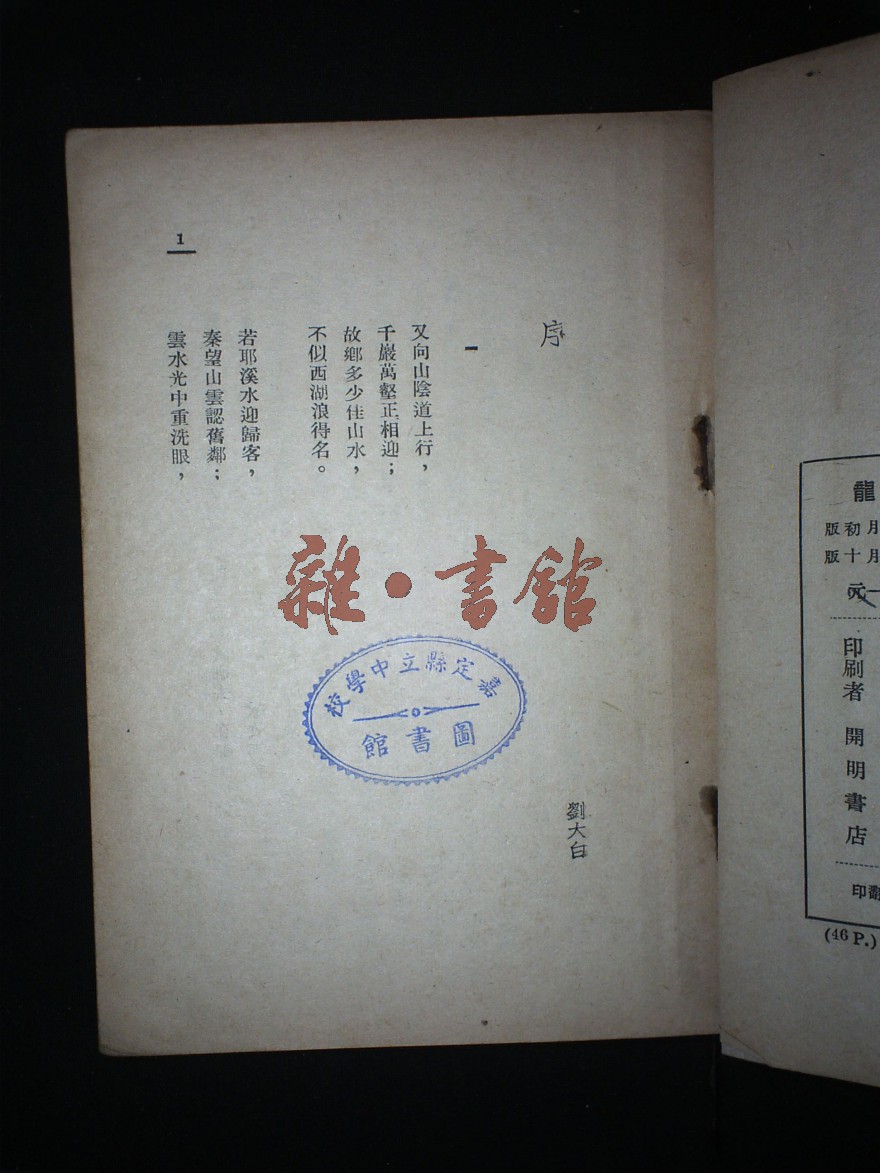 龍
版初月
版十月
元一
印刷者 開明書店
印翻
(46 P.)
序
劉大白
一
又向山陰道上行，
千巖萬壑正相迎；
故鄉多少佳山水，
不似西湖浪得名。
若耶溪水迎歸客，
秦望山雲認舊鄰；
雲水光中重洗眼，
1
雜·書館
嘉定縣立中學校
圖書館